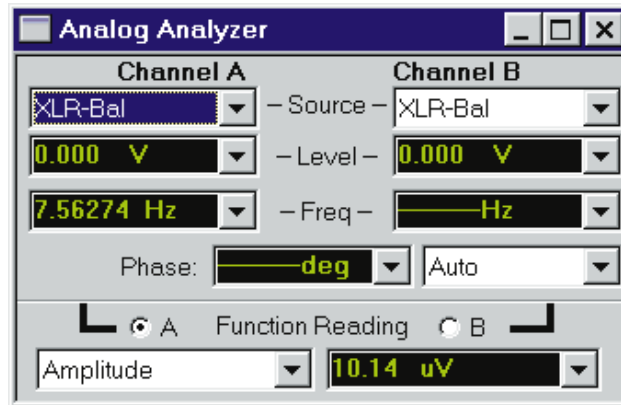 Analog Analyzer
Channel A Channel B
XLR-Bal – Source – XLR-Bal
0.000 V – Level – 0.000 V
7.56274 Hz – Freq – ————Hz
Phase: ————deg Auto
A Function Reading B
Amplitude 10.14 uV